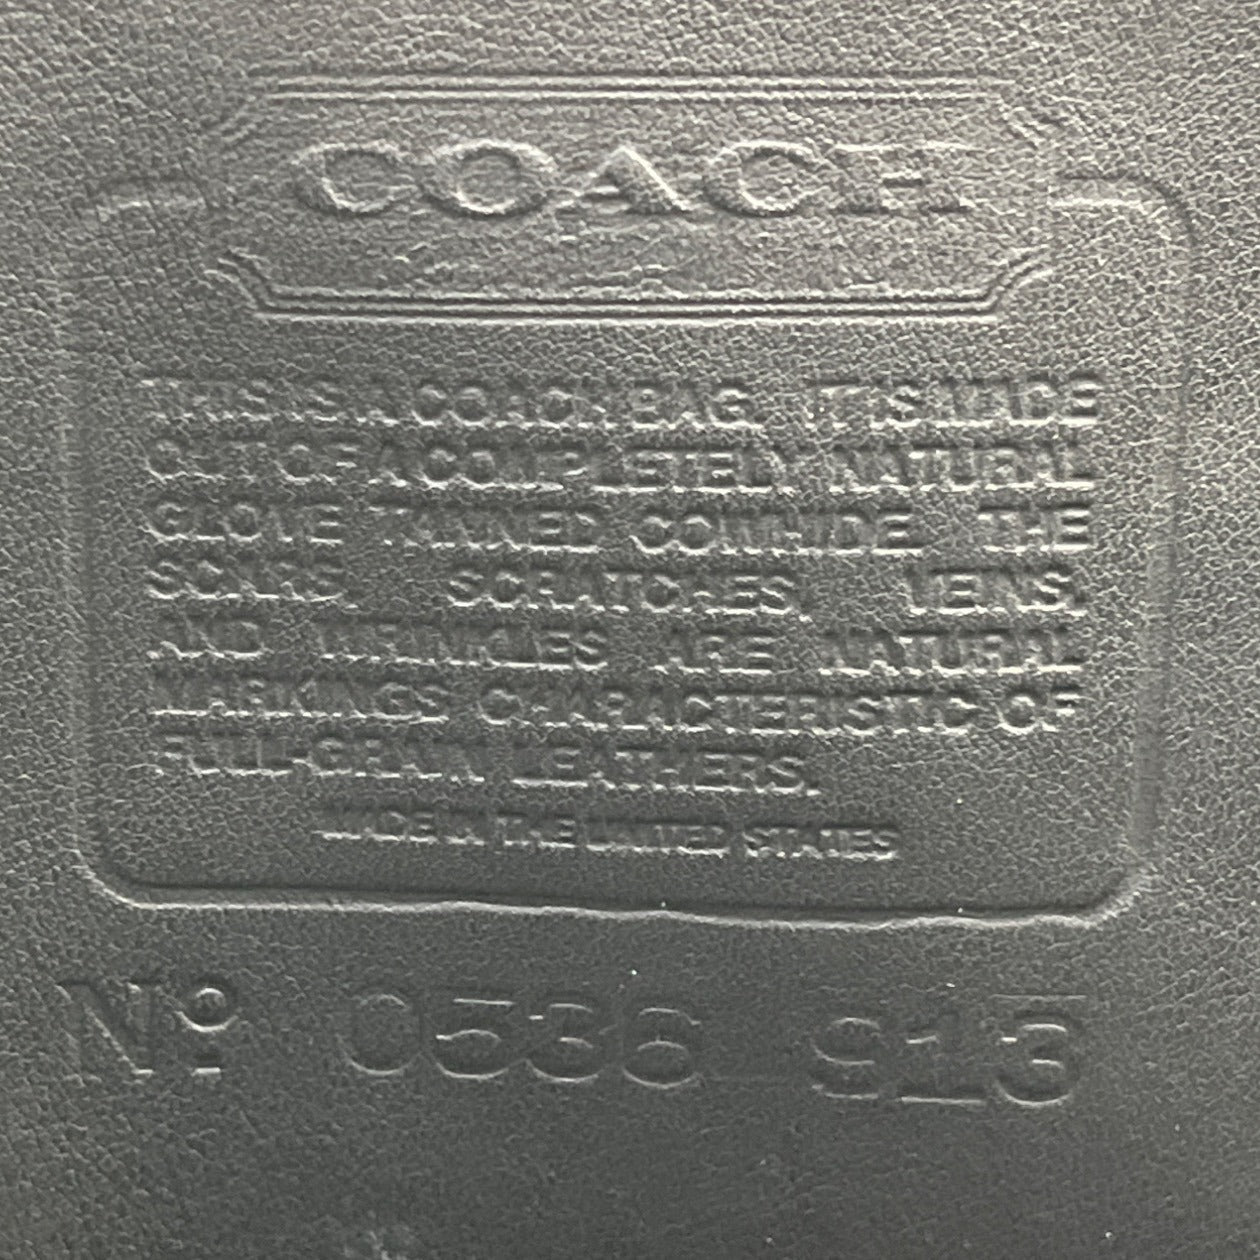 COACH
THIS IS A COACH BAG. IT IS MADE
OUT OF A COMPLETELY NATURAL
GLOVE TANNED COWHIDE. THE
SCARS, SCRATCHES, VEINS,
AND WRINKLES ARE NATURAL
MARKINGS CHARACTERISTIC OF
FULL-GRAIN LEATHERS.
MADE IN THE UNITED STATES
Nº 0536 913